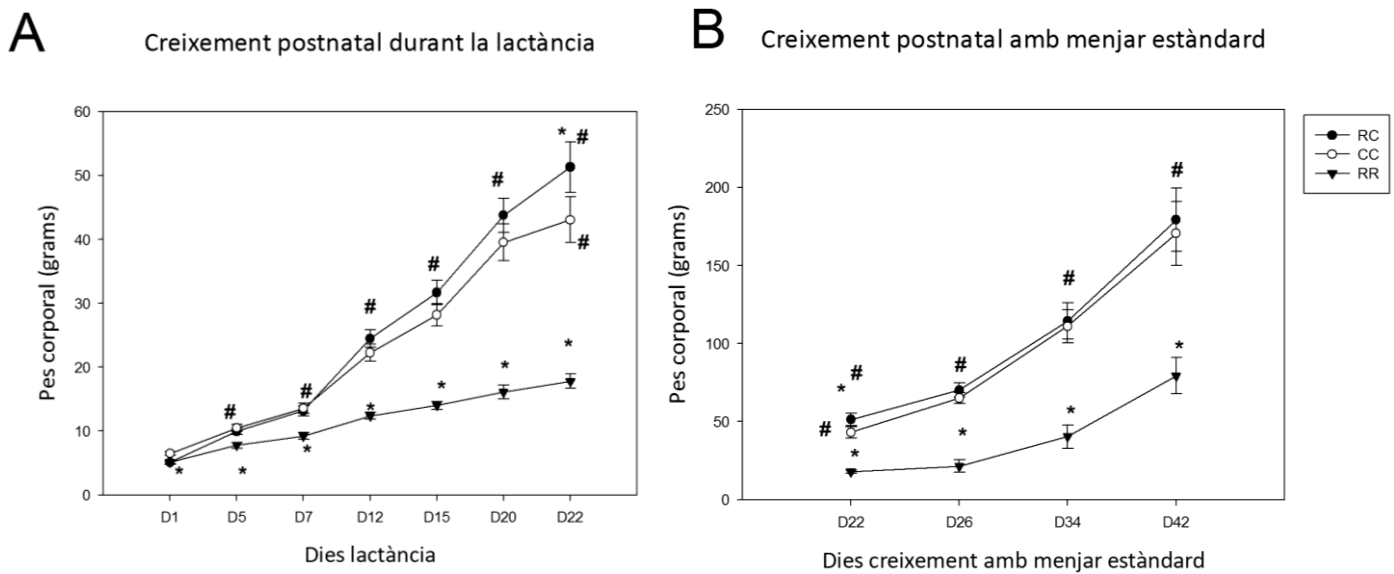 A
Creixement postnatal durant la lactància
60
50
40
30
20
10
0
Pes corporal (grams)
* #
#
#
#
#
#
#
#
*
*
*
*
*
*
*
D1 D5 D7 D12 D15 D20 D22
Dies lactància
B
Creixement postnatal amb menjar estàndard
250
200
150
100
50
0
Pes corporal (grams)
#
#
#
#
*
#
*
*
*
*
D22 D26 D34 D42
Dies creixement amb menjar estàndard
RC
CC
RR